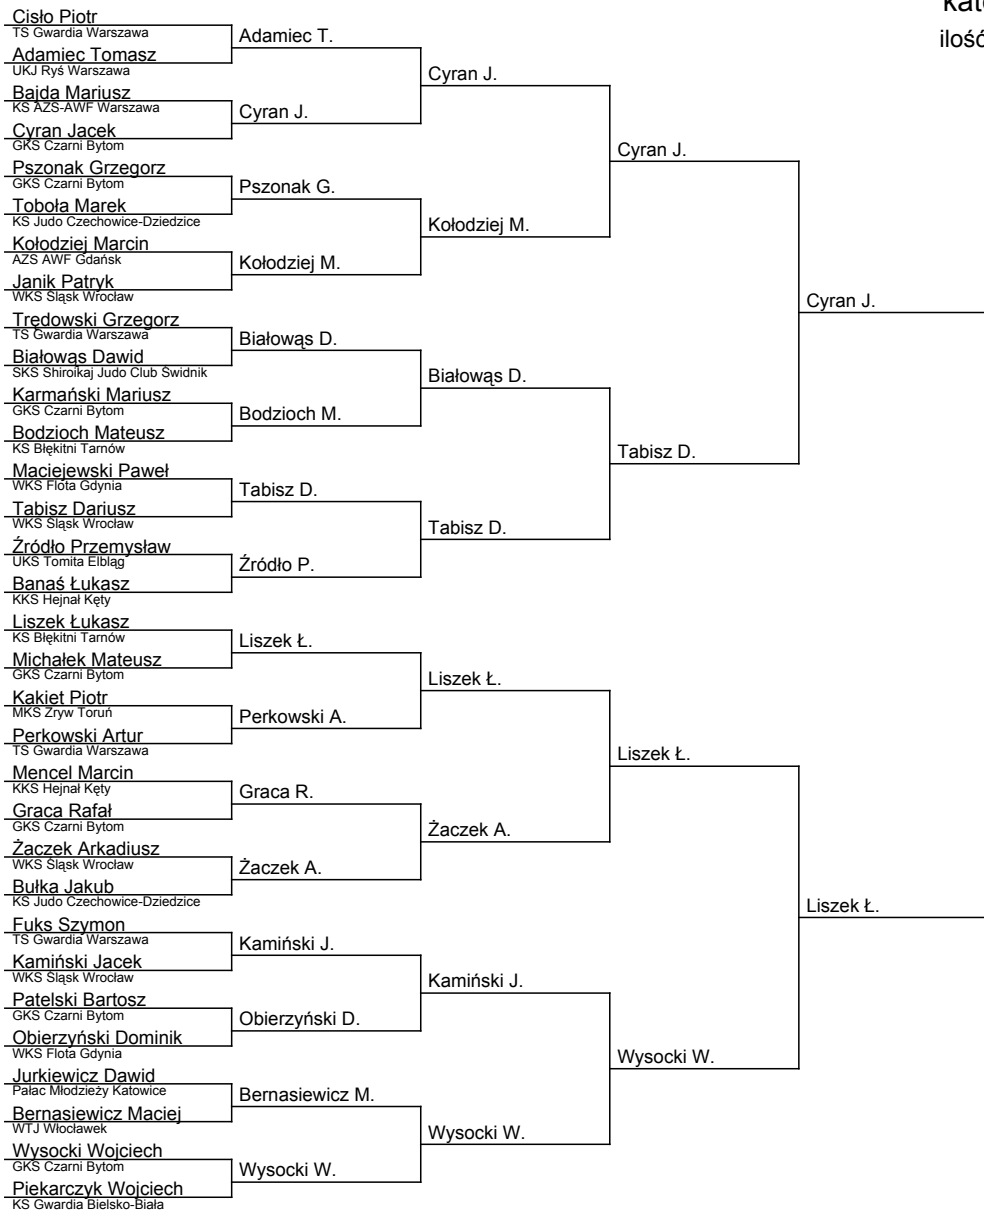 kat
ilość
Cisło Piotr
TS Gwardia Warszawa
Adamiec Tomasz
UKJ Ryś Warszawa
Bajda Mariusz
KS AZS-AWF Warszawa
Cyran Jacek
GKS Czarni Bytom
Pszonak Grzegorz
GKS Czarni Bytom
Toboła Marek
KS Judo Czechowice-Dziedzice
Kołodziej Marcin
AZS AWF Gdańsk
Janik Patryk
WKS Śląsk Wrocław
Trędowski Grzegorz
TS Gwardia Warszawa
Białowąs Dawid
SKS Shiroikaj Judo Club Świdnik
Karmański Mariusz
GKS Czarni Bytom
Bodzioch Mateusz
KS Błękitni Tarnów
Maciejewski Paweł
WKS Flota Gdynia
Tabisz Dariusz
WKS Śląsk Wrocław
Źródło Przemysław
UKS Tomita Elbląg
Banaś Łukasz
KKS Hejnał Kęty
Liszek Łukasz
KS Błękitni Tarnów
Michałek Mateusz
GKS Czarni Bytom
Kakiet Piotr
MKS Zryw Toruń
Perkowski Artur
TS Gwardia Warszawa
Mencel Marcin
KKS Hejnał Kęty
Graca Rafał
GKS Czarni Bytom
Żaczek Arkadiusz
WKS Śląsk Wrocław
Bułka Jakub
KS Judo Czechowice-Dziedzice
Fuks Szymon
TS Gwardia Warszawa
Kamiński Jacek
WKS Śląsk Wrocław
Patelski Bartosz
GKS Czarni Bytom
Obierzyński Dominik
WKS Flota Gdynia
Jurkiewicz Dawid
Pałac Młodzieży Katowice
Bernasiewicz Maciej
WTJ Włocławek
Wysocki Wojciech
GKS Czarni Bytom
Piekarczyk Wojciech
KS Gwardia Bielsko-Biała
Adamiec T.
Cyran J.
Pszonak G.
Kołodziej M.
Białowąs D.
Bodzioch M.
Tabisz D.
Źródło P.
Liszek Ł.
Perkowski A.
Graca R.
Żaczek A.
Kamiński J.
Obierzyński D.
Bernasiewicz M.
Wysocki W.
Cyran J.
Kołodziej M.
Białowąs D.
Tabisz D.
Liszek Ł.
Żaczek A.
Kamiński J.
Wysocki W.
Cyran J.
Tabisz D.
Liszek Ł.
Wysocki W.
Cyran J.
Liszek Ł.